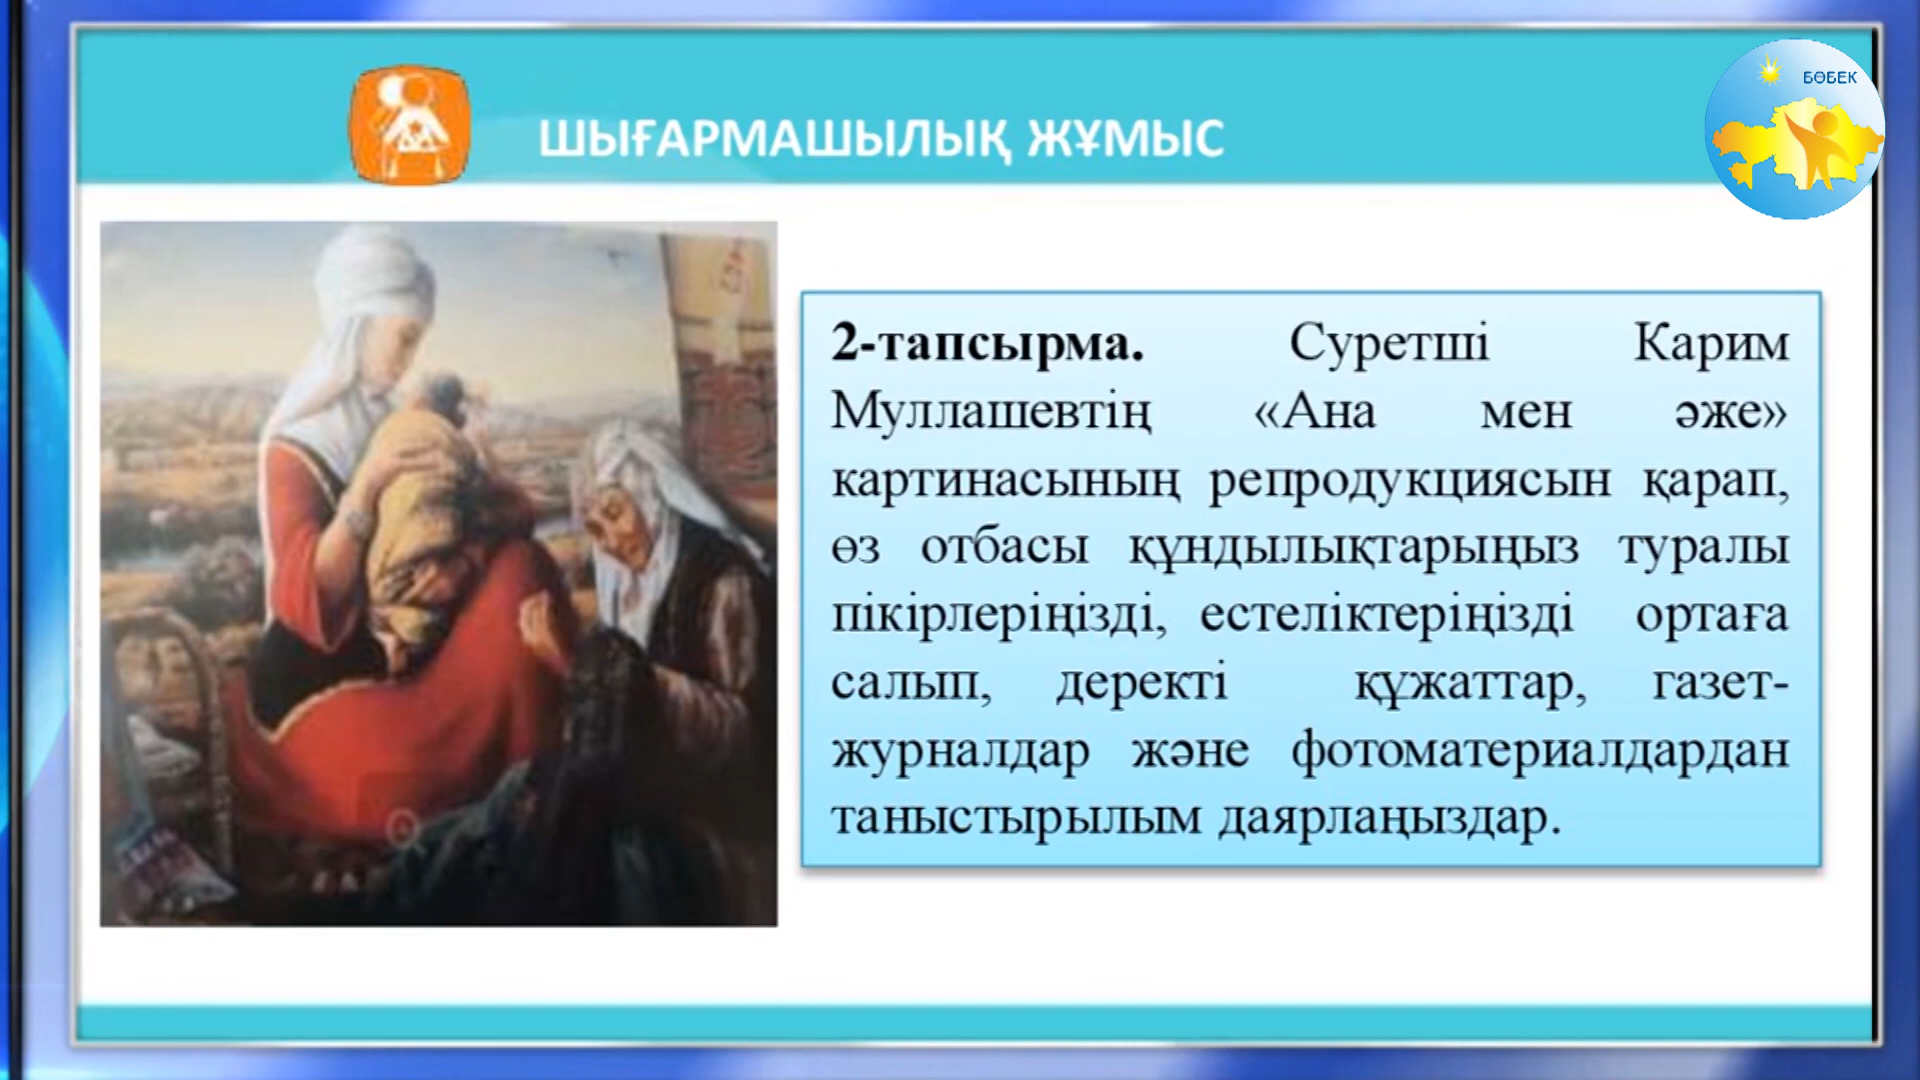 БӨБЕК
ШЫҒАРМАШЫЛЫҚ ЖҰМЫС
2-тапсырма. Суретші Карим
Муллашевтің «Ана мен әже»
картинасының репродукциясын қарап,
өз отбасы құндылықтарыңыз туралы
пікірлеріңізді, естеліктеріңізді ортаға
салып, деректі құжаттар, газет-
журналдар және фотоматериалдардан
таныстырылым даярлаңыздар.